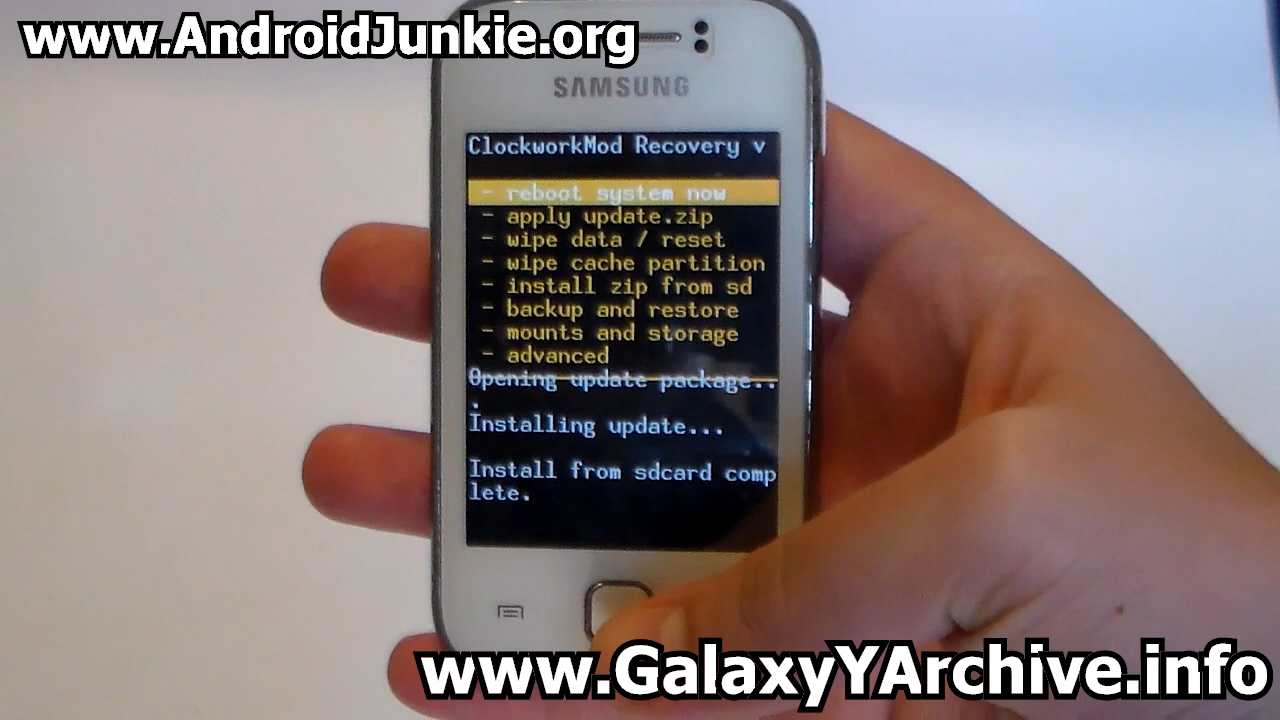 www.AndroidJunkie.org
SAMSUNG
ClockworkMod Recovery v
- reboot system now
- apply update.zip
- wipe data / reset
- wipe cache partition
- install zip from sd
- backup and restore
- mounts and storage
- advanced
Opening update package..
.
Installing update...
Install from sdcard comp
lete.
www.GalaxyYArchive.info